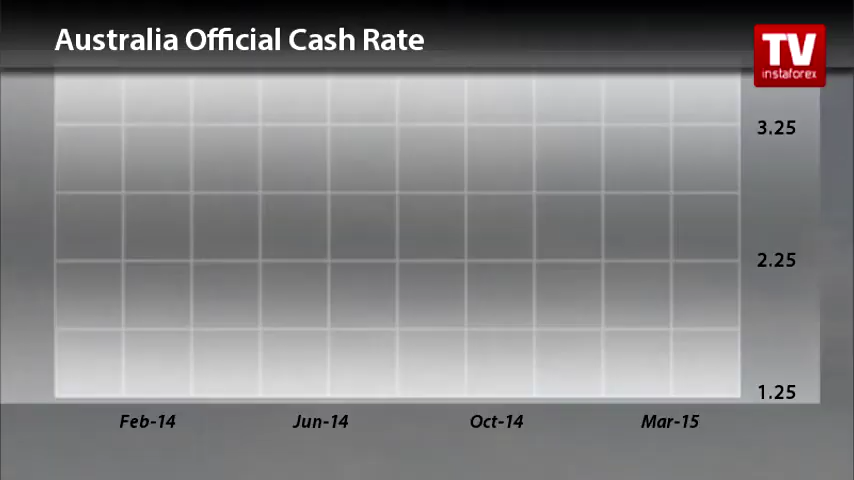 Australia Official Cash Rate
TV
instaforex
3.25
2.25
1.25
Feb-14 Jun-14 Oct-14 Mar-15